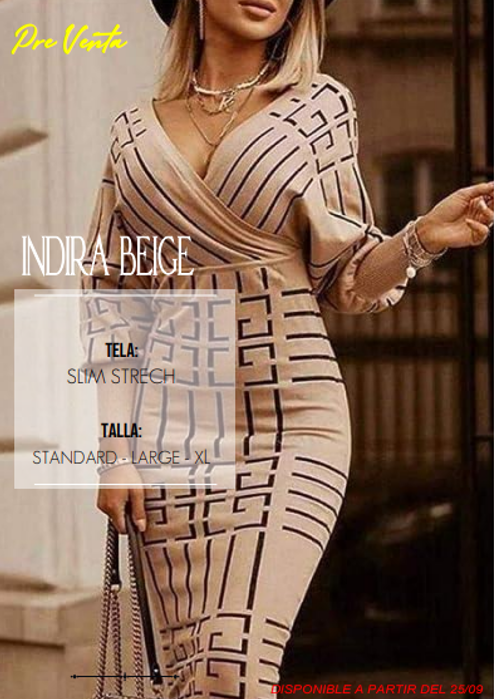 Pre Venta
INDIRA BEIGE
TELA:
SLIM STRECH
TALLA:
STANDARD - LARGE - XL
DISPONIBLE A PARTIR DEL 25/09